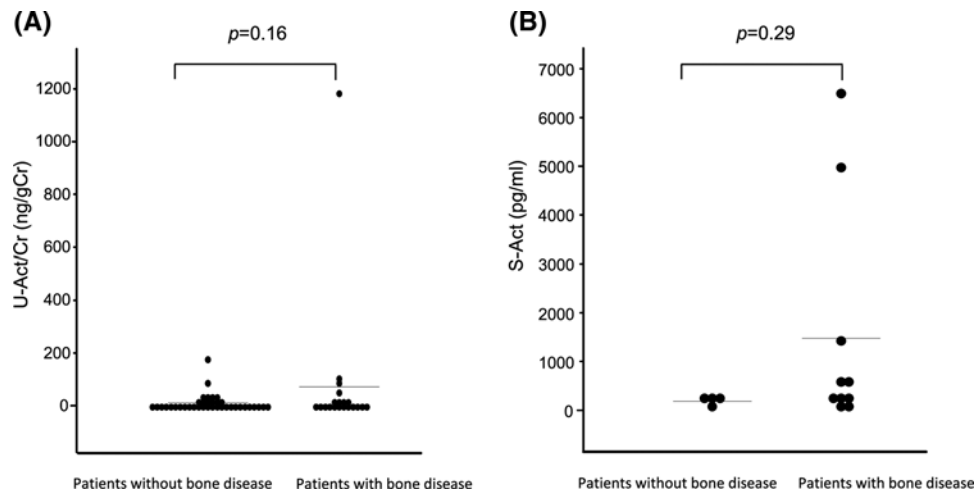 (A)
p=0.16
U-Act/Cr (ng/gCr)
1200
1000
800
600
400
200
0
Patients without bone disease
Patients with bone disease
(B)
p=0.29
S-Act (pg/ml)
7000
6000
5000
4000
3000
2000
1000
0
Patients without bone disease
Patients with bone disease